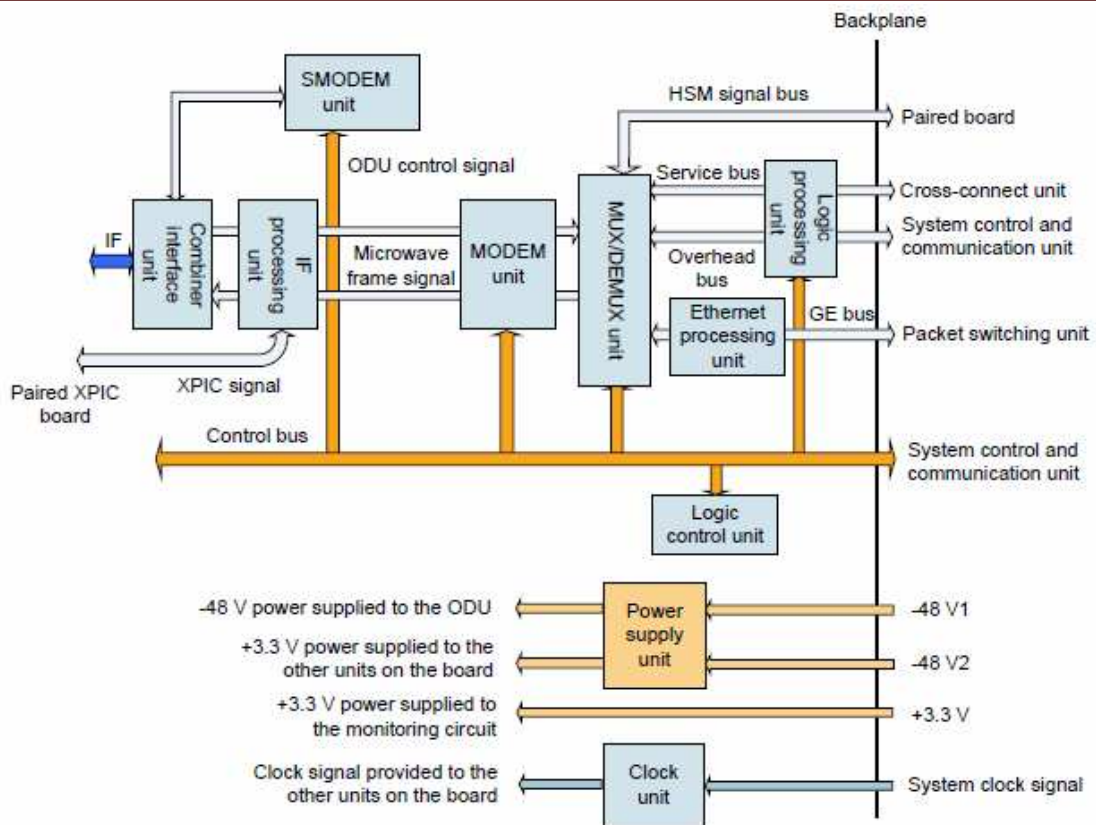 Backplane
SMODEM
unit
HSM signal bus
Paired board
ODU control signal
Service bus
Logic
processing
unit
Cross-connect unit
IF
Combiner
interface
unit
IF
processing
unit
Microwave
frame signal
MODEM
unit
MUX/DEMUX unit
System control and
communication unit
Overhead
bus
Ethernet
processing
unit
GE bus
Packet switching unit
Paired XPIC
board
XPIC signal
Control bus
System control and
communication unit
Logic
control unit
-48 V power supplied to the ODU
Power
supply
unit
-48 V1
+3.3 V power supplied to the
other units on the board
-48 V2
+3.3 V power supplied to
the monitoring circuit
+3.3 V
Clock signal provided to the
other units on the board
Clock
unit
System clock signal